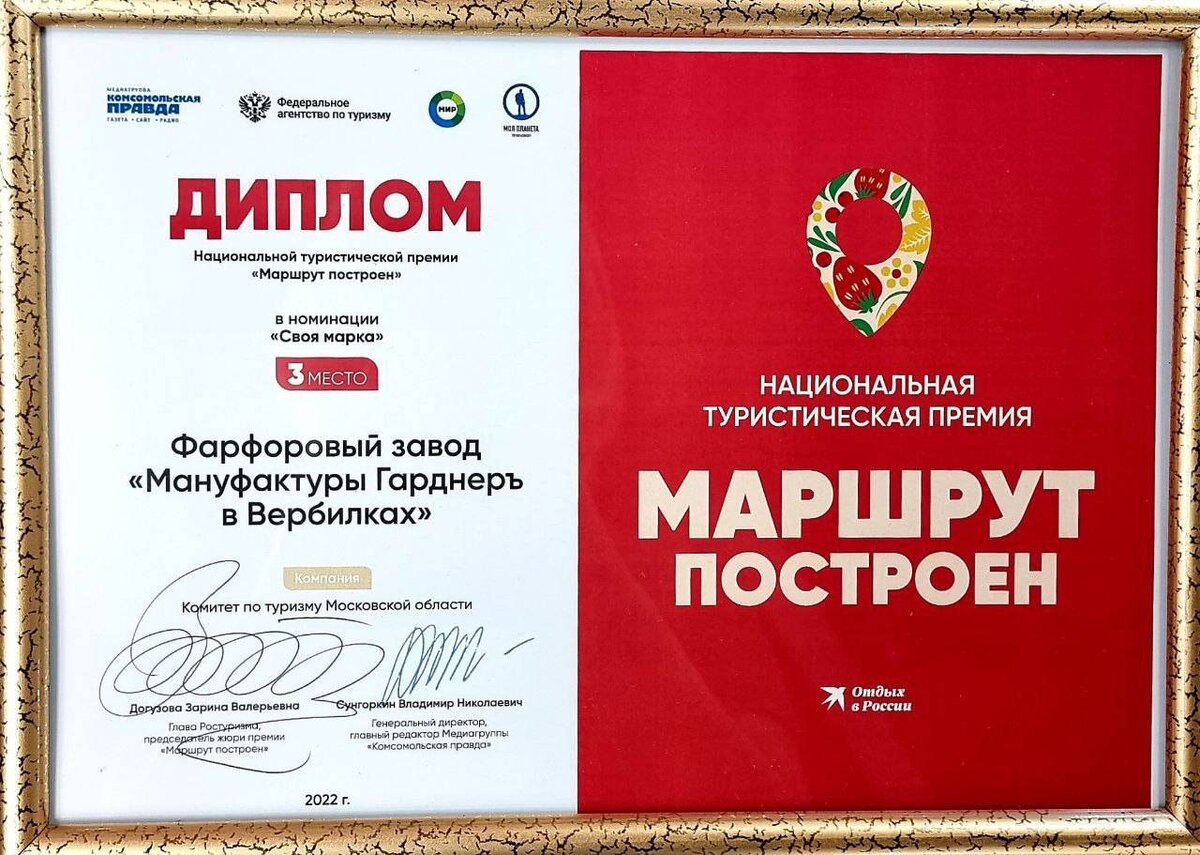 МЕДИАГРУППА
КОМСОМОЛЬСКАЯ
ПРАВДА
ГАЗЕТА • САЙТ • РАДИО
Федеральное
агентство по туризму
МИР
МОЯ ПЛАНЕТА
ДИПЛОМ
Национальной туристической премии
«Маршрут построен»
в номинации
«Своя марка»
3 МЕСТО
Фарфоровый завод
«Мануфактуры Гарднеръ
в Вербилках»
Компания
Комитет по туризму Московской области
Догузова Зарина Валерьевна
Глава Ростуризма,
председатель жюри премии
«Маршрут построен»
Сунгоркин Владимир Николаевич
Генеральный директор,
главный редактор Медиагруппы
«Комсомольская правда»
2022 г.
НАЦИОНАЛЬНАЯ
ТУРИСТИЧЕСКАЯ ПРЕМИЯ
МАРШРУТ
ПОСТРОЕН
Отдых
в России